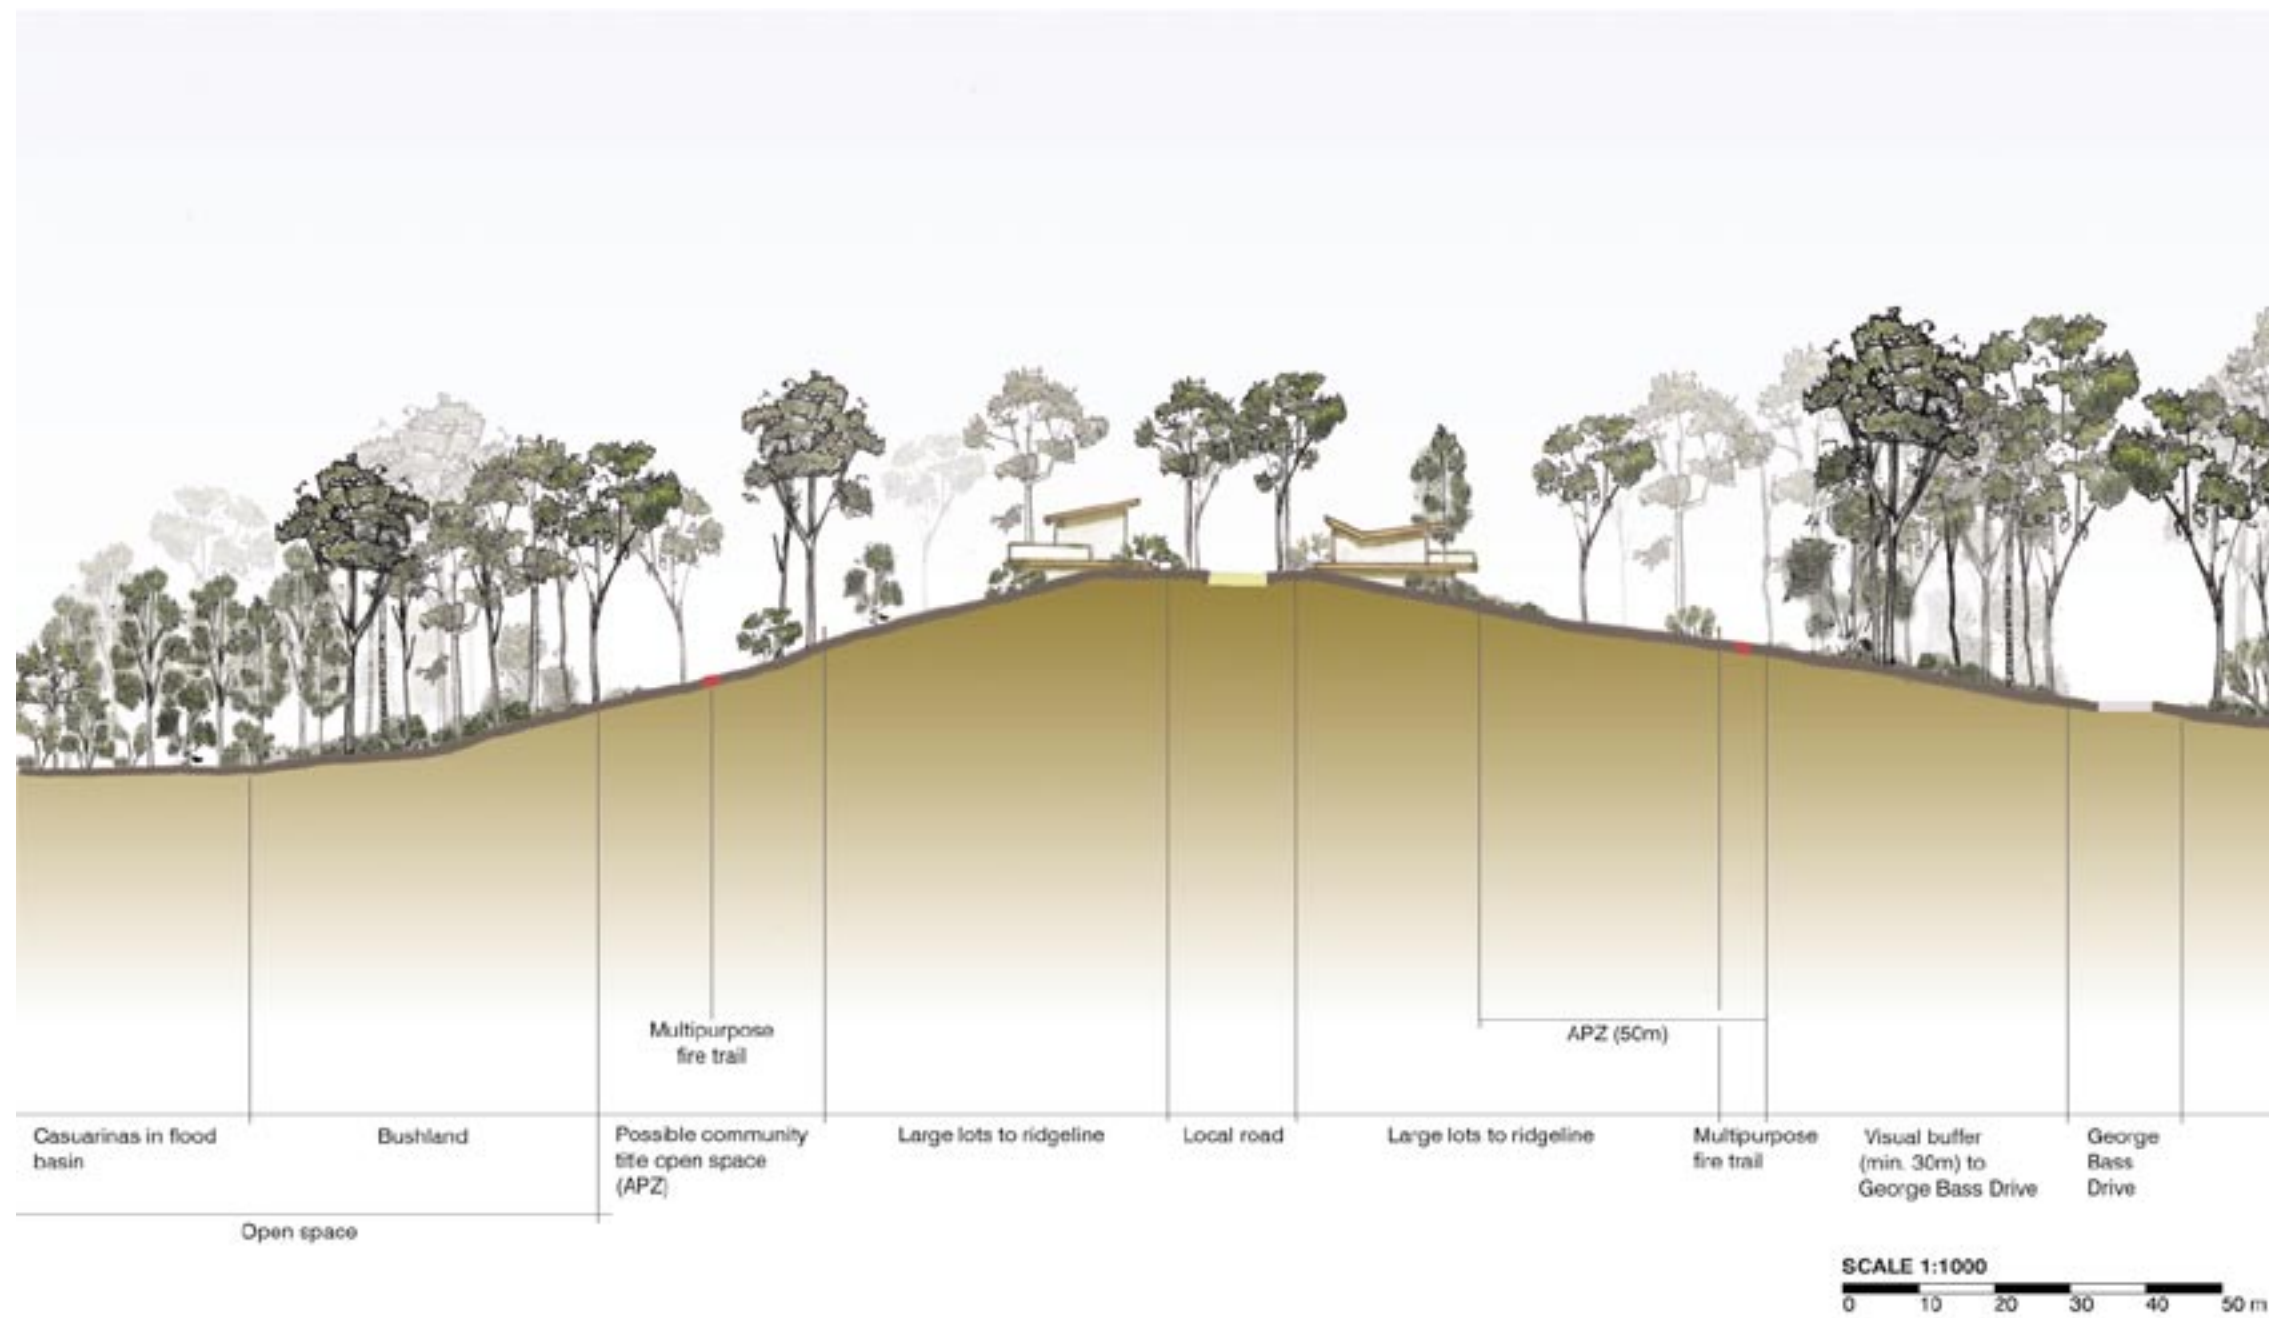 Multipurpose
fire trail
APZ (50m)
Casuarinas in flood
basin
Bushland
Possible community
title open space
(APZ)
Large lots to ridgeline
Local road
Large lots to ridgeline
Multipurpose
fire trail
Visual buffer
(min. 30m) to
George Bass Drive
George
Bass
Drive
Open space
SCALE 1:1000
0 10 20 30 40 50 m